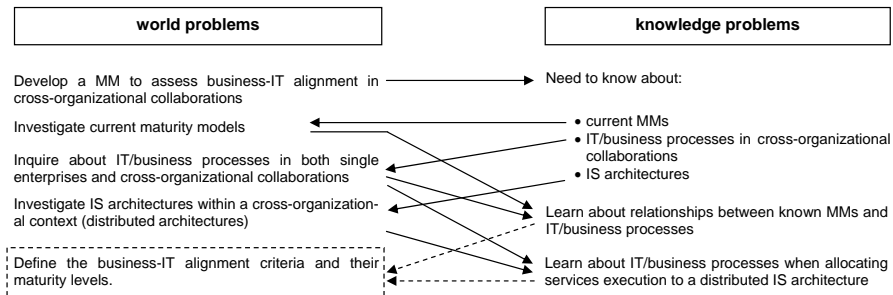 world problems
knowledge problems
Develop a MM to assess business-IT alignment in
cross-organizational collaborations
Investigate current maturity models
Inquire about IT/business processes in both single
enterprises and cross-organizational collaborations
Investigate IS architectures within a cross-organization-
al context (distributed architectures)
Define the business-IT alignment criteria and their
maturity levels.
Need to know about:
• current MMs
• IT/business processes in cross-organizational
collaborations
• IS architectures
Learn about relationships between known MMs and
IT/business processes
Learn about IT/business processes when allocating
services execution to a distributed IS architecture